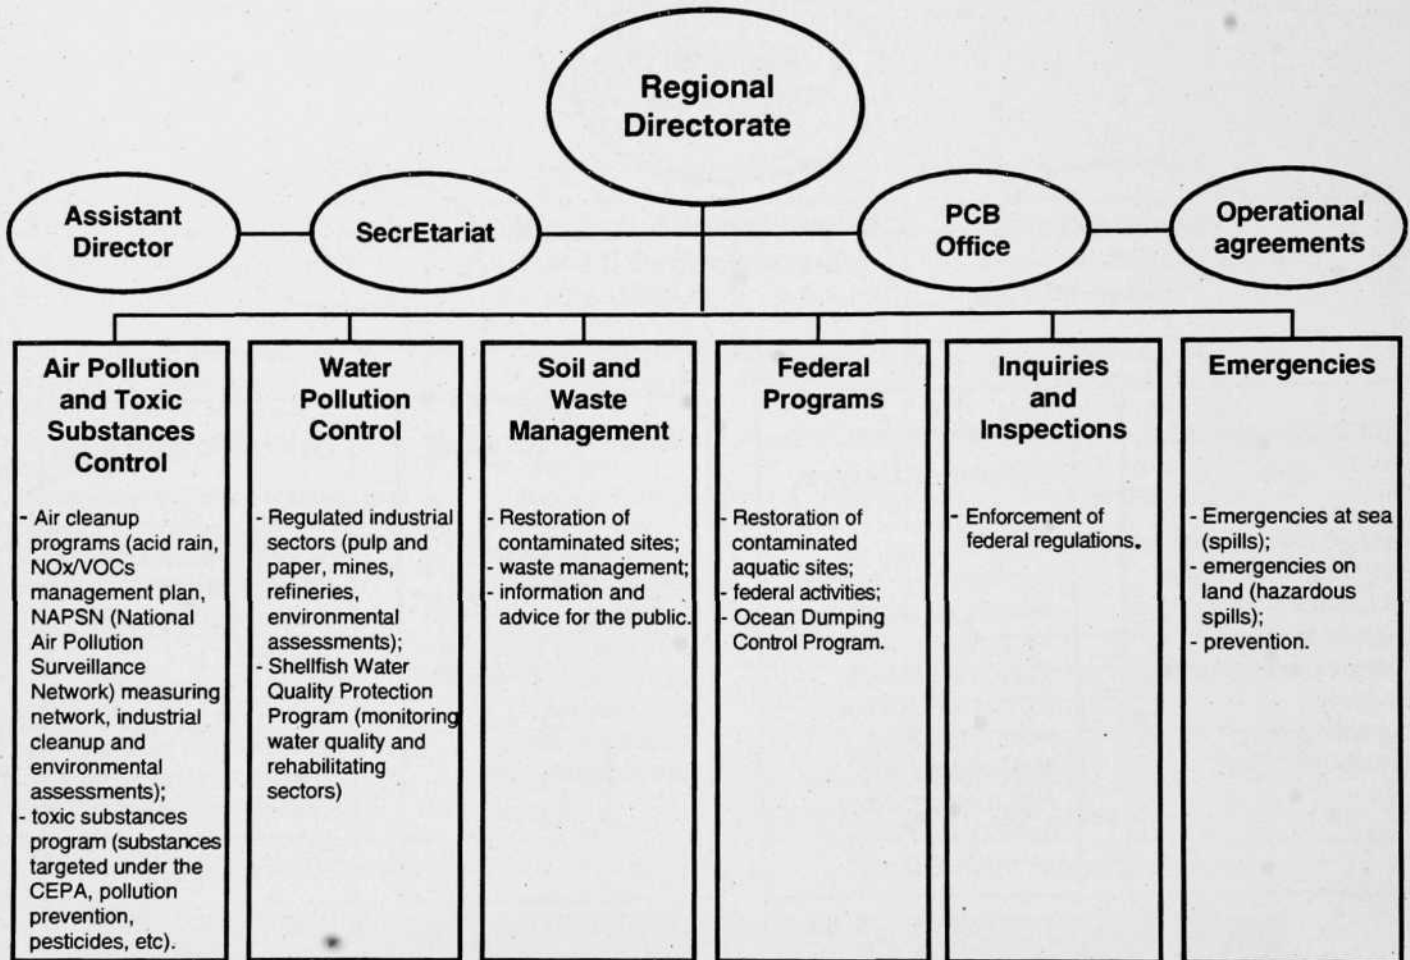 Regional
Directorate
Assistant
Director
SecrEtariat
PCB
Office
Operational
agreements
Air Pollution
and Toxic
Substances
Control
- Air cleanup
programs (acid rain,
NOx/VOCs
management plan,
NAPSN (National
Air Pollution
Surveillance
Network) measuring
network, industrial
cleanup and
environmental
assessments);
- toxic substances
program (substances
targeted under the
CEPA, pollution
prevention,
pesticides, etc).
Water
Pollution
Control
- Regulated industrial
sectors (pulp and
paper, mines,
refineries,
environmental
assessments);
- Shellfish Water
Quality Protection
Program (monitoring
water quality and
rehabilitating
sectors)
Soil and
Waste
Management
- Restoration of
contaminated sites;
- waste management;
- information and
advice for the public.
Federal
Programs
- Restoration of
contaminated
aquatic sites;
- federal activities;
- Ocean Dumping
Control Program.
Inquiries
and
Inspections
- Enforcement of
federal regulations.
Emergencies
- Emergencies at sea
(spills);
- emergencies on
land (hazardous
spills);
- prevention.